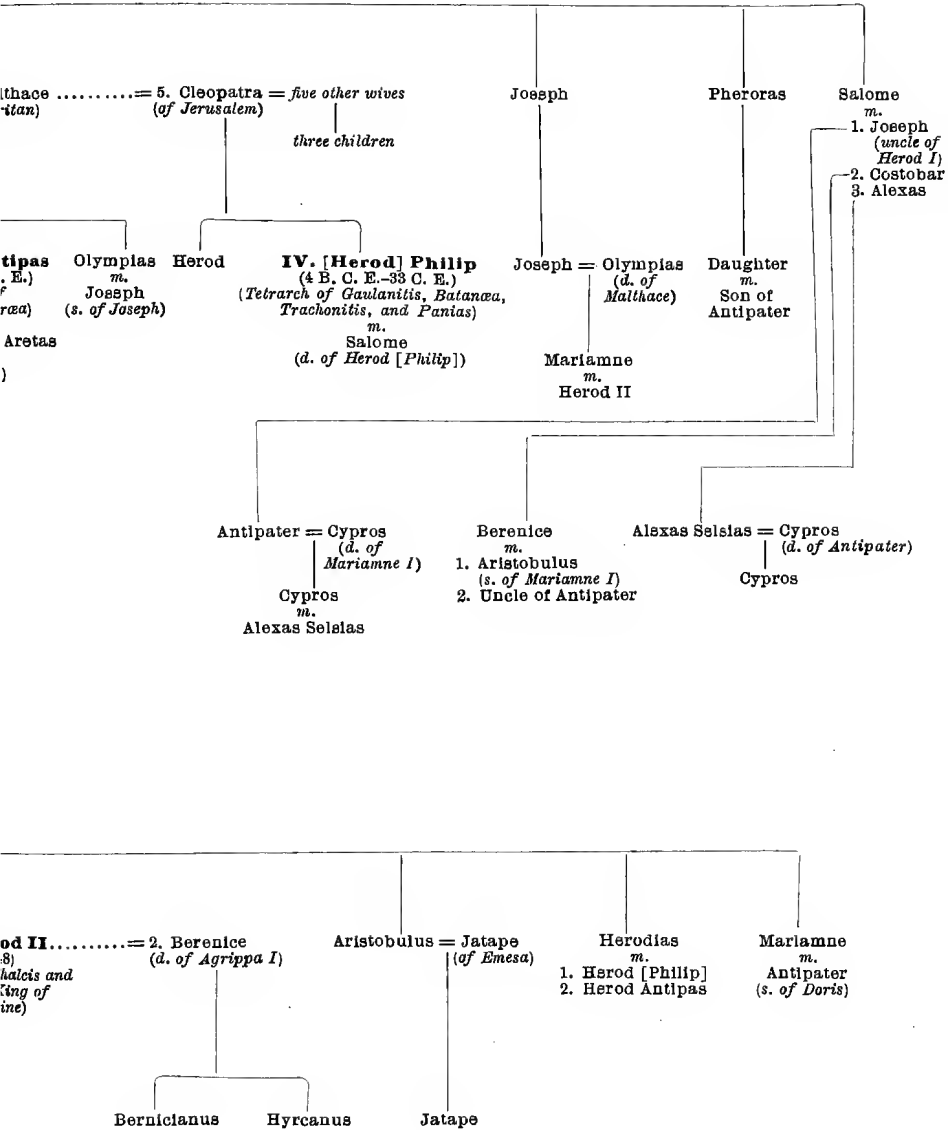 lthace ..........= 5. Cleopatra = five other wives Joseph Pheroras Salome
-itan) (of Jerusalem) m.
three children 1. Joseph
(uncle of
Herod I)
2. Costobar
3. Alexas
tipas Olympias Herod IV. [Herod] Philip Joseph = Olympias Daughter
. E.) m. (4 B. C. E.-33 C. E.) (d. of m.
f Joseph (Tetrarch of Gaulanitis, Batanæa, Malthace) Son of
ræa) (s. of Joseph) Trachonitis, and Panias) Antipater
m.
Aretas Salome
) (d. of Herod [Philip]) Mariamne
m.
Herod II
Antipater = Cypros Berenice Alexas Selsias = Cypros
(d. of m. (d. of Antipater)
Mariamne I) 1. Aristobulus Cypros
(s. of Mariamne I)
Cypros 2. Uncle of Antipater
m.
Alexas Selsias
od II..........= 2. Berenice Aristobulus = Jatape Herodias Mariamne
8) (d. of Agrippa I) (of Emesa) m. m.
halcis and 1. Herod [Philip] Antipater
King of 2. Herod Antipas (s. of Doris)
ine)
Bernicianus Hyrcanus Jatape